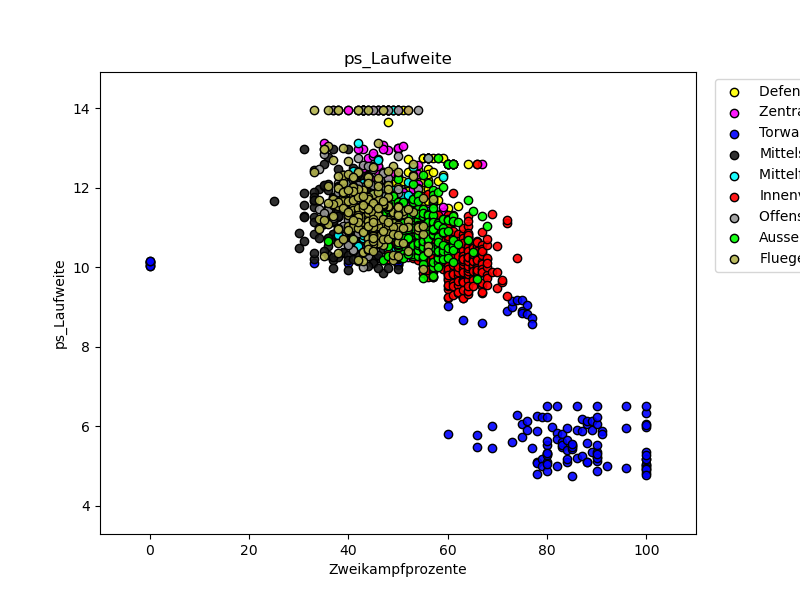 ps_Laufweite
14
12
10
8
6
4
ps_Laufweite
0
20
40
60
80
100
Zweikampfprozente
Defen
Zentra
Torwa
Mittels
Mittelf
Innenv
Offens
Ausse
Fluege